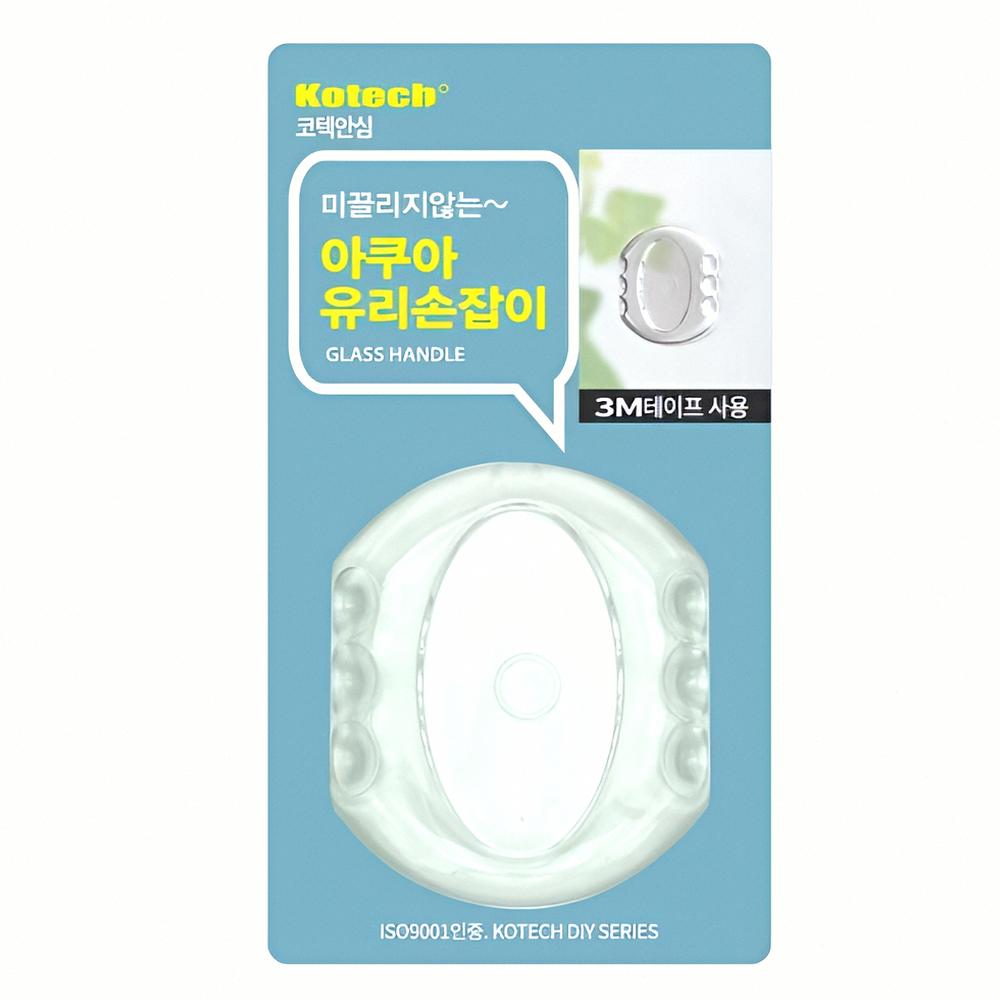 Kotech
코텍안심
미끌리지않는~
아쿠아
유리손잡이
GLASS HANDLE
3M테이프 사용
ISO9001인증. KOTECH DIY SERIES